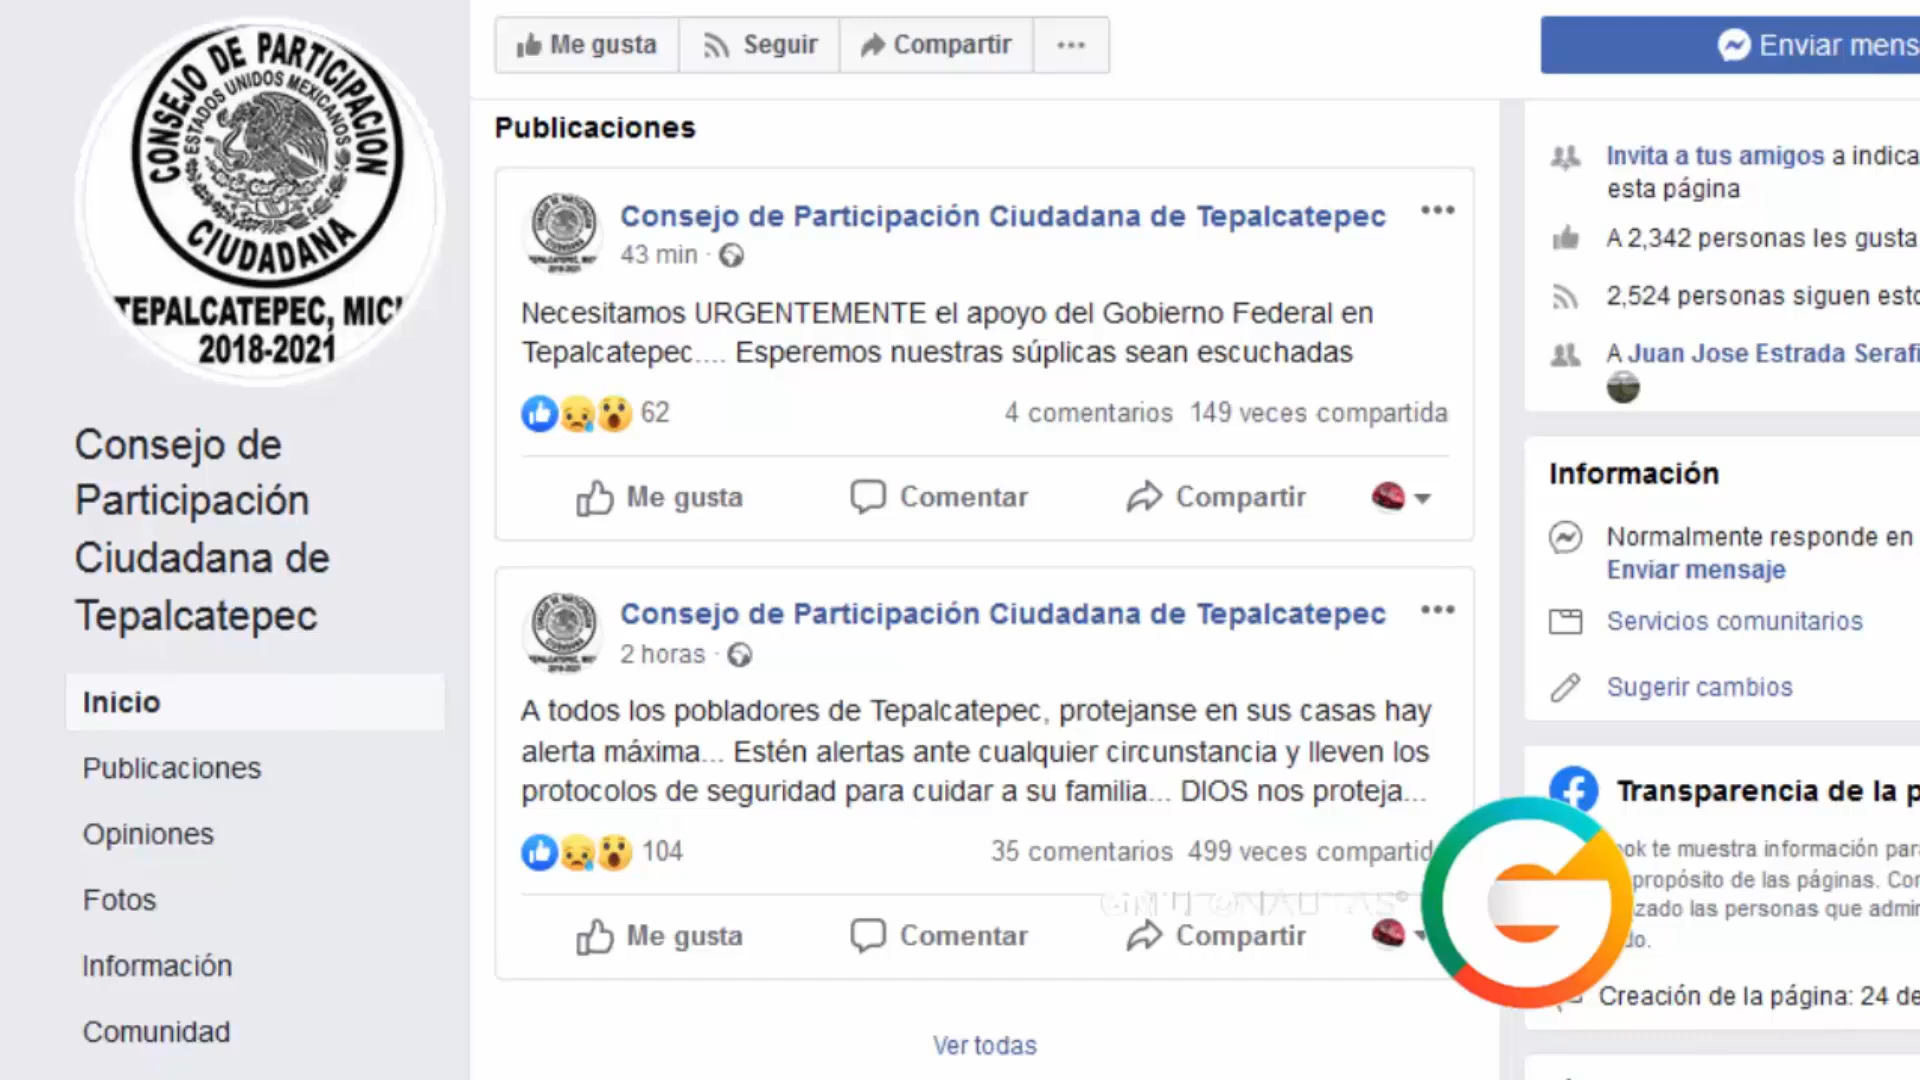 CONSEJO DE PARTICIPACION
ESTADOS UNIDOS MEXICANOS
CIUDADANA
TEPALCATEPEC, MIC
2018-2021
Consejo de
Participación
Ciudadana de
Tepalcatepec
Inicio
Publicaciones
Opiniones
Fotos
Información
Comunidad
Me gusta
Seguir
Compartir
Enviar mens
Publicaciones
Consejo de Participación Ciudadana de Tepalcatepec
43 min ·
Necesitamos URGENTEMENTE el apoyo del Gobierno Federal en
Tepalcatepec.... Esperemos nuestras súplicas sean escuchadas
62
4 comentarios 149 veces compartida
Me gusta
Comentar
Compartir
Consejo de Participación Ciudadana de Tepalcatepec
2 horas ·
A todos los pobladores de Tepalcatepec, protejanse en sus casas hay
alerta máxima... Estén alertas ante cualquier circunstancia y lleven los
protocolos de seguridad para cuidar a su familia... DIOS nos proteja...
104
35 comentarios 499 veces compartid
Me gusta
Comentar
Compartir
Ver todas
Invita a tus amigos a indica
esta página
A 2,342 personas les gusta
2,524 personas siguen esto
A Juan Jose Estrada Serafi
Información
Normalmente responde en
Enviar mensaje
Servicios comunitarios
Sugerir cambios
Transparencia de la p
ok te muestra información para
propósito de las páginas. Con
zado las personas que admin
do.
Creación de la página: 24 de